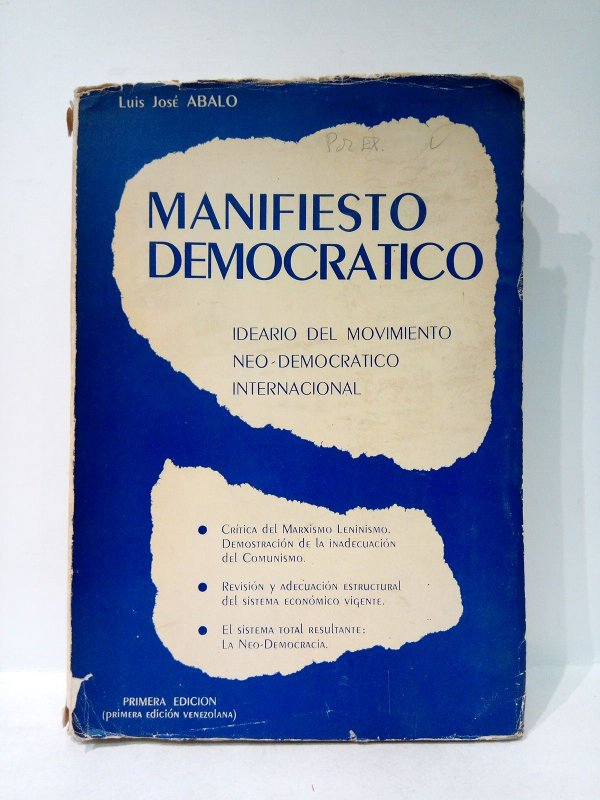 Luis José ABALO
MANIFIESTO
DEMOCRATICO
IDEARIO DEL MOVIMIENTO
NEO-DEMOCRATICO
INTERNACIONAL
● Crítica del Marxismo Leninismo.
Demostración de la inadecuación
del Comunismo.
● Revisión y adecuación estructural
del sistema económico vigente.
● El sistema total resultante:
La Neo-Democracia.
PRIMERA EDICION
(primera edición venezolana)